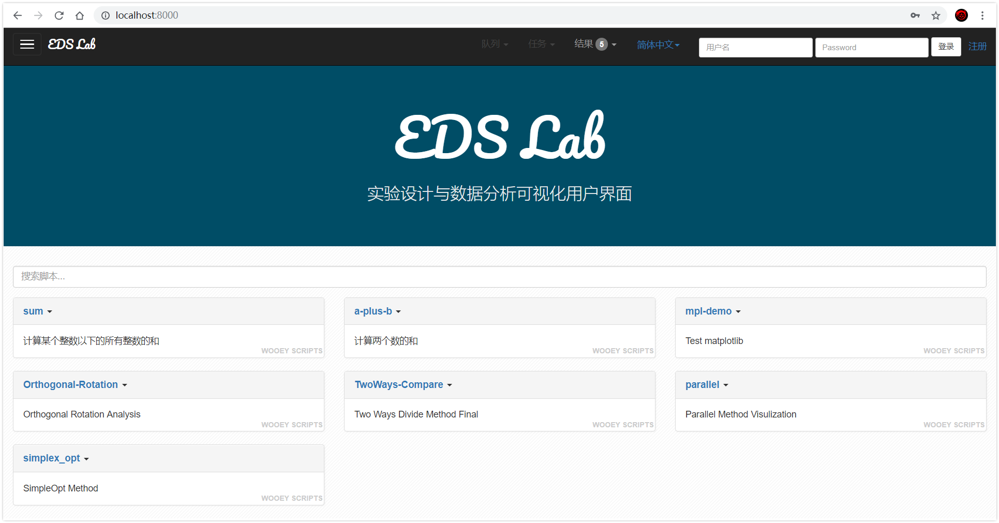 localhost:8000
EDS Lab 队列 任务 结果 5 简体中文 用户名 Password 登录 注册
EDS Lab
实验设计与数据分析可视化用户界面
搜索脚本...
sum a-plus-b mpl-demo
计算某个整数以下的所有整数的和 计算两个数的和 Test matplotlib
WOOEY SCRIPTS WOOEY SCRIPTS WOOEY SCRIPTS
Orthogonal-Rotation TwoWays-Compare parallel
Orthogonal Rotation Analysis Two Ways Divide Method Final Parallel Method Visulization
WOOEY SCRIPTS WOOEY SCRIPTS WOOEY SCRIPTS
simplex_opt
SimpleOpt Method
WOOEY SCRIPTS